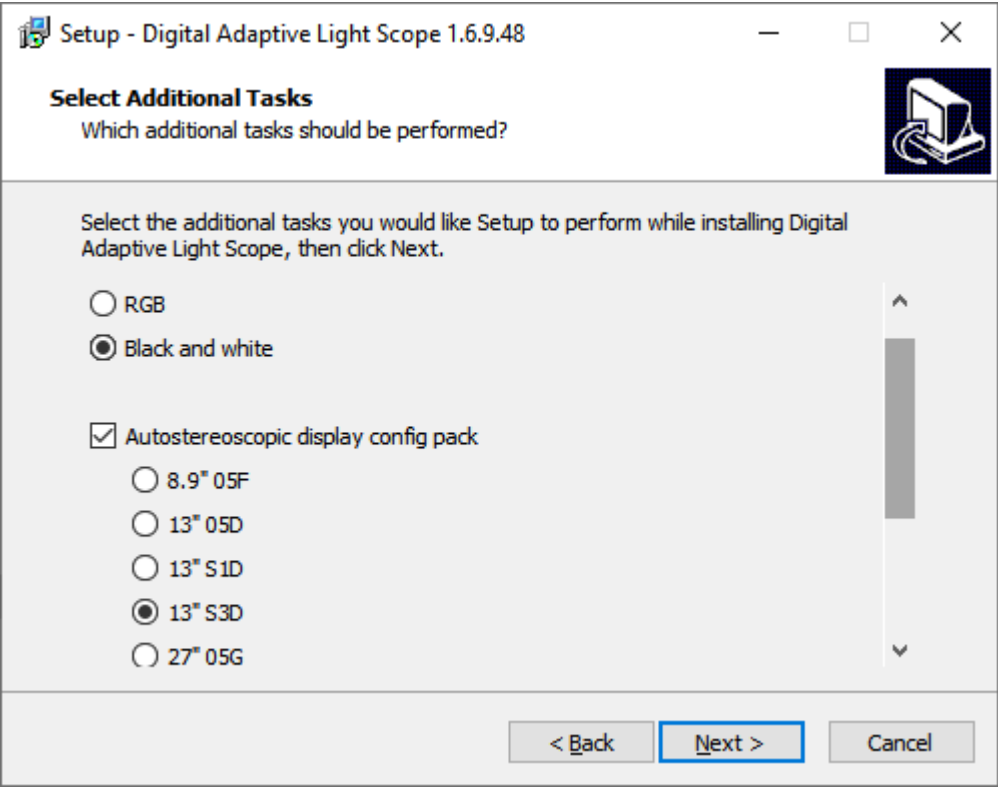 Setup - Digital Adaptive Light Scope 1.6.9.48
Select Additional Tasks
Which additional tasks should be performed?
Select the additional tasks you would like Setup to perform while installing Digital
Adaptive Light Scope, then click Next.
RGB
Black and white
Autostereoscopic display config pack
8.9" 05F
13" 05D
13" S1D
13" S3D
27" 05G
< Back
Next >
Cancel